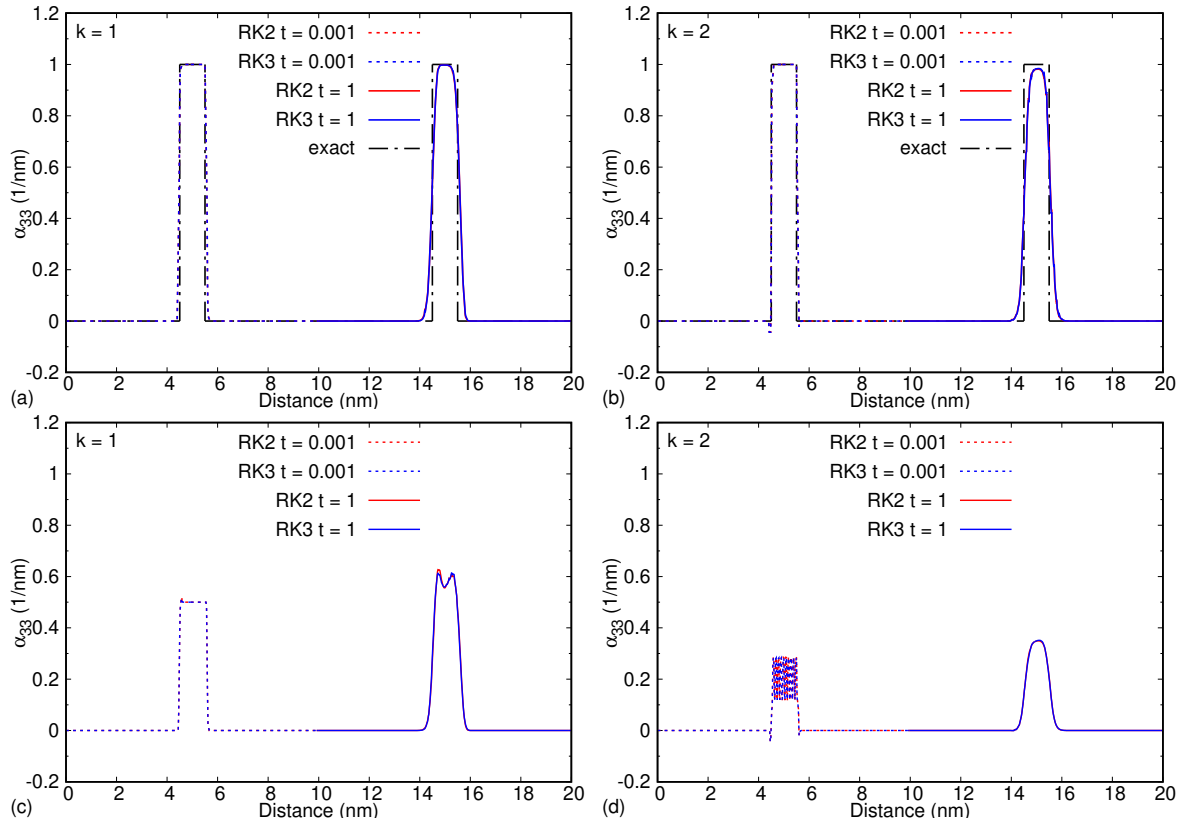 k = 1
RK2 t = 0.001
RK3 t = 0.001
RK2 t = 1
RK3 t = 1
exact
1.2
1
0.8
0.6
0.4
0.2
0
-0.2
α33 (1/nm)
0 2 4 6 8 10 12 14 16 18 20
Distance (nm)
(a)
k = 2
RK2 t = 0.001
RK3 t = 0.001
RK2 t = 1
RK3 t = 1
exact
1.2
1
0.8
0.6
0.4
0.2
0
-0.2
α33 (1/nm)
0 2 4 6 8 10 12 14 16 18 20
Distance (nm)
(b)
k = 1
RK2 t = 0.001
RK3 t = 0.001
RK2 t = 1
RK3 t = 1
1.2
1
0.8
0.6
0.4
0.2
0
-0.2
α33 (1/nm)
0 2 4 6 8 10 12 14 16 18 20
Distance (nm)
(c)
k = 2
RK2 t = 0.001
RK3 t = 0.001
RK2 t = 1
RK3 t = 1
1.2
1
0.8
0.6
0.4
0.2
0
-0.2
α33 (1/nm)
0 2 4 6 8 10 12 14 16 18 20
Distance (nm)
(d)